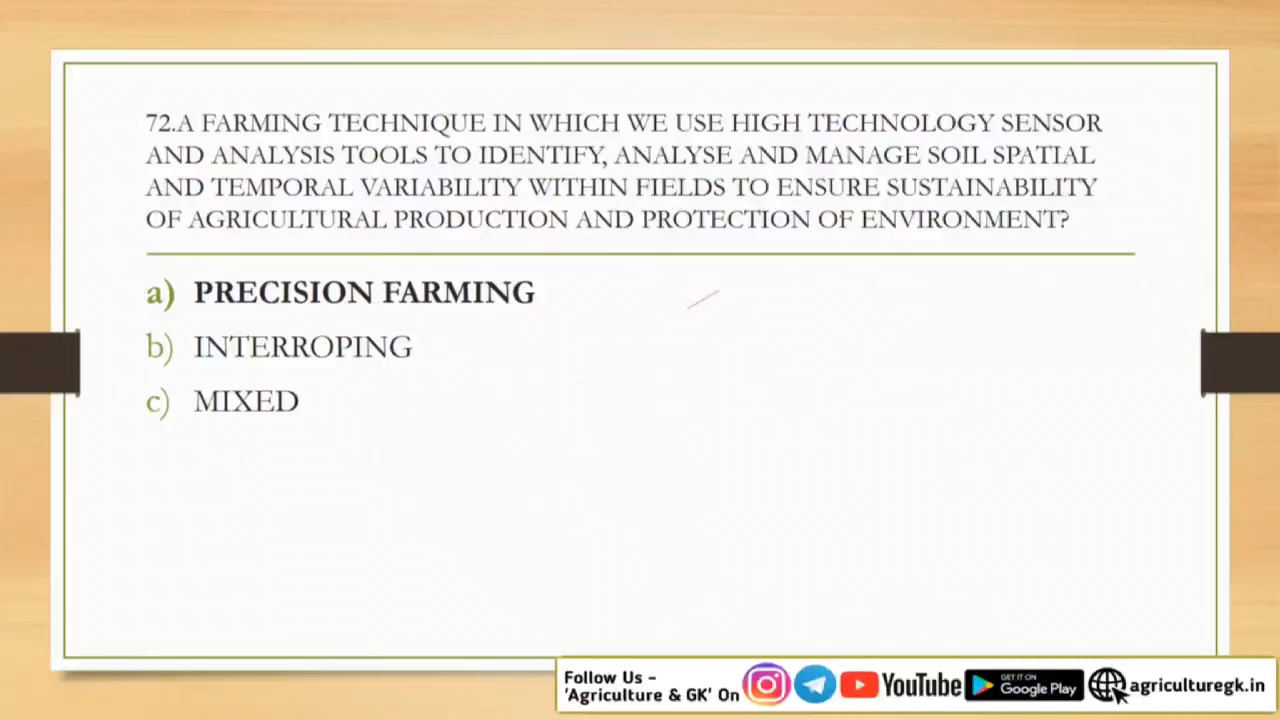 72.A FARMING TECHNIQUE IN WHICH WE USE HIGH TECHNOLOGY SENSOR
AND ANALYSIS TOOLS TO IDENTIFY, ANALYSE AND MANAGE SOIL SPATIAL
AND TEMPORAL VARIABILITY WITHIN FIELDS TO ENSURE SUSTAINABILITY
OF AGRICULTURAL PRODUCTION AND PROTECTION OF ENVIRONMENT?
a) PRECISION FARMING
b) INTERROPING
c) MIXED
Follow Us –
'Agriculture & GK' On
YouTube
GET IT ON
Google Play
agriculturegk.in